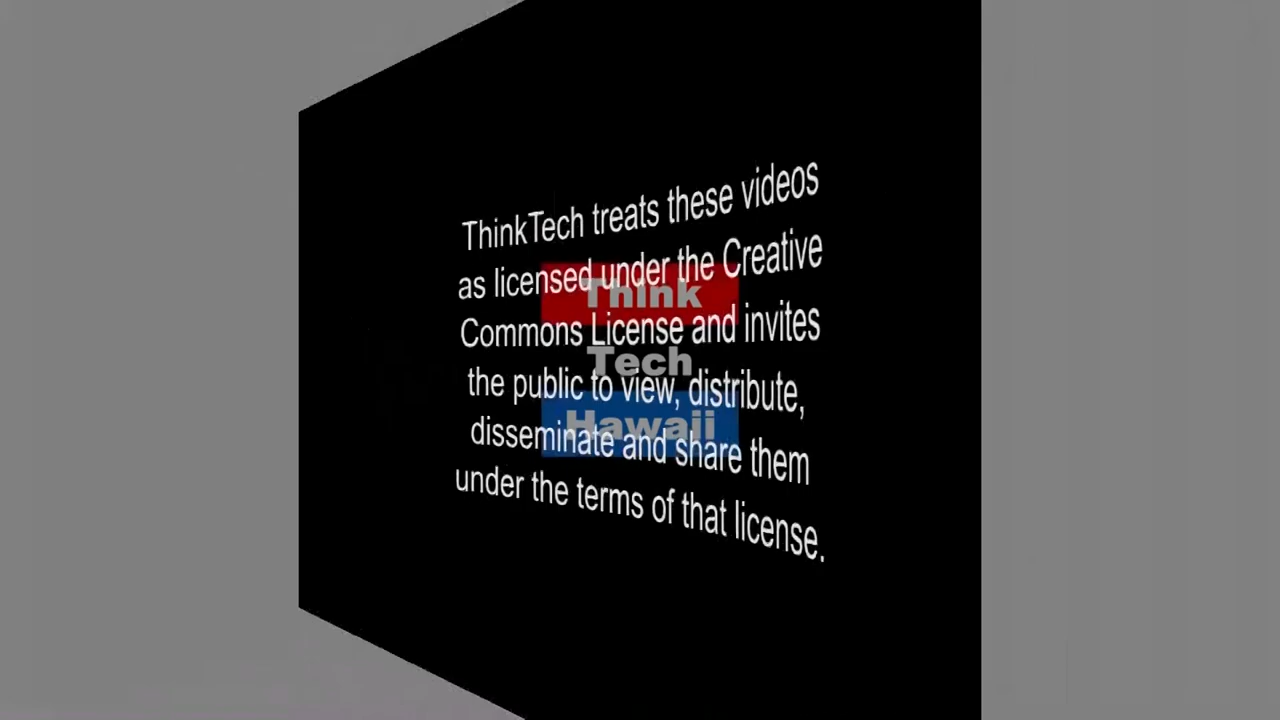 ThinkTech treats these videos
as licensed under the Creative
Commons License and invites
the public to view, distribute,
disseminate and share them
under the terms of that license.
Think
Tech
Hawaii